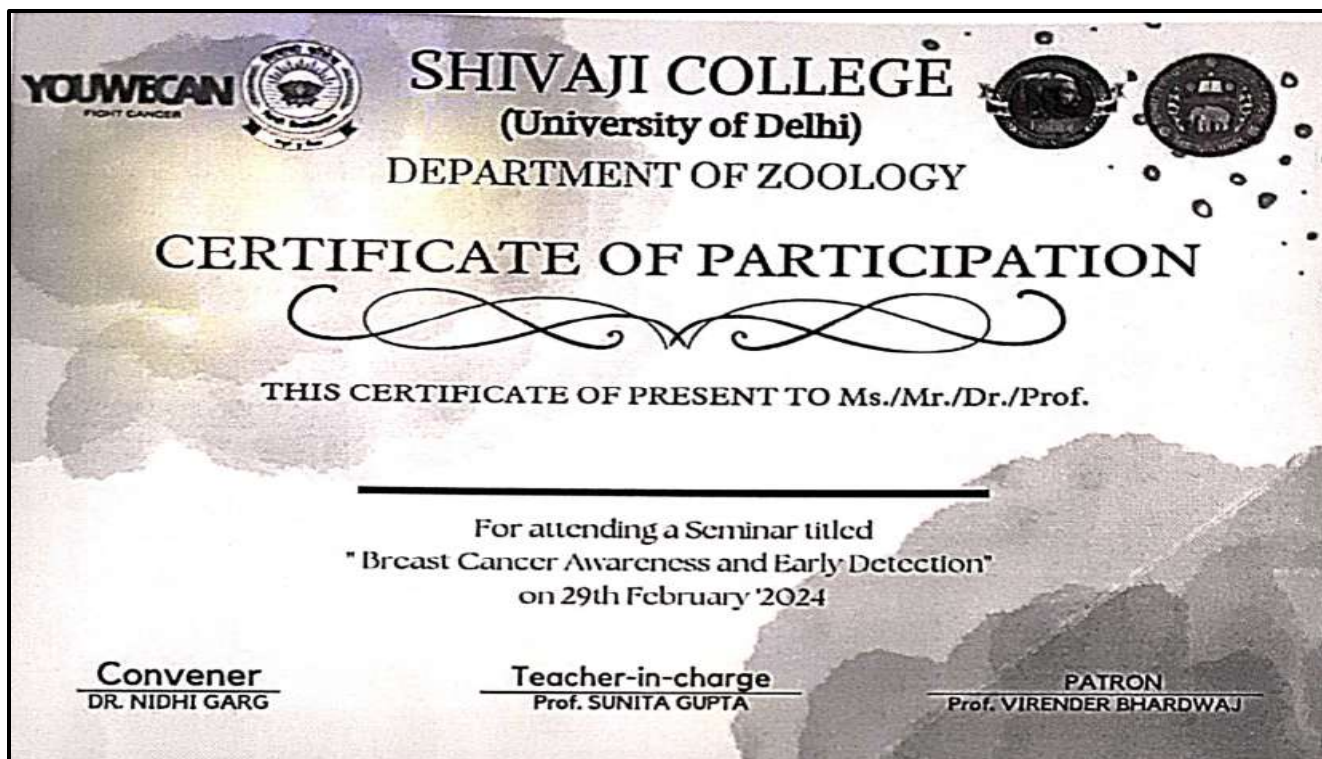 YOUWECAN
FIGHT CANCER
SHIVAJI COLLEGE
(University of Delhi)
DEPARTMENT OF ZOOLOGY
CERTIFICATE OF PARTICIPATION
THIS CERTIFICATE OF PRESENT TO Ms./Mr./Dr./Prof.
For attending a Seminar titled
" Breast Cancer Awareness and Early Detection"
on 29th February '2024
Convener
DR. NIDHI GARG
Teacher-in-charge
Prof. SUNITA GUPTA
PATRON
Prof. VIRENDER BHARDWAJ